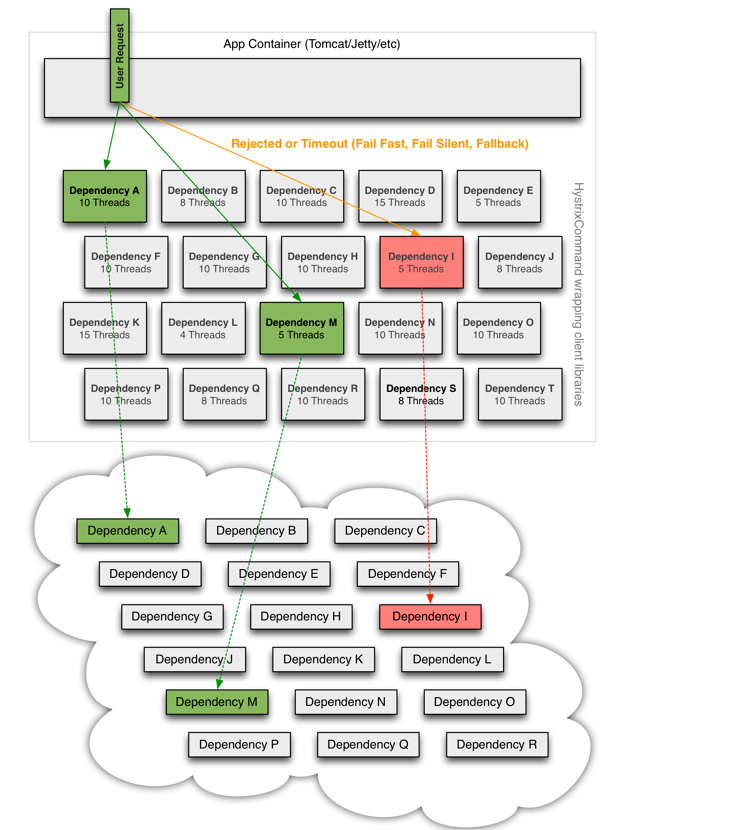 User Request
App Container (Tomcat/Jetty/etc)
Rejected or Timeout (Fail Fast, Fail Silent, Fallback)
Dependency A
10 Threads
Dependency B
8 Threads
Dependency C
10 Threads
Dependency D
15 Threads
Dependency E
5 Threads
Dependency F
10 Threads
Dependency G
10 Threads
Dependency H
10 Threads
Dependency I
5 Threads
Dependency J
8 Threads
Dependency K
15 Threads
Dependency L
4 Threads
Dependency M
5 Threads
Dependency N
10 Threads
Dependency O
10 Threads
Dependency P
10 Threads
Dependency Q
8 Threads
Dependency R
10 Threads
Dependency S
8 Threads
Dependency T
10 Threads
HystrixCommand wrapping client libraries
Dependency A
Dependency B
Dependency C
Dependency D
Dependency E
Dependency F
Dependency G
Dependency H
Dependency I
Dependency J
Dependency K
Dependency L
Dependency M
Dependency N
Dependency O
Dependency P
Dependency Q
Dependency R